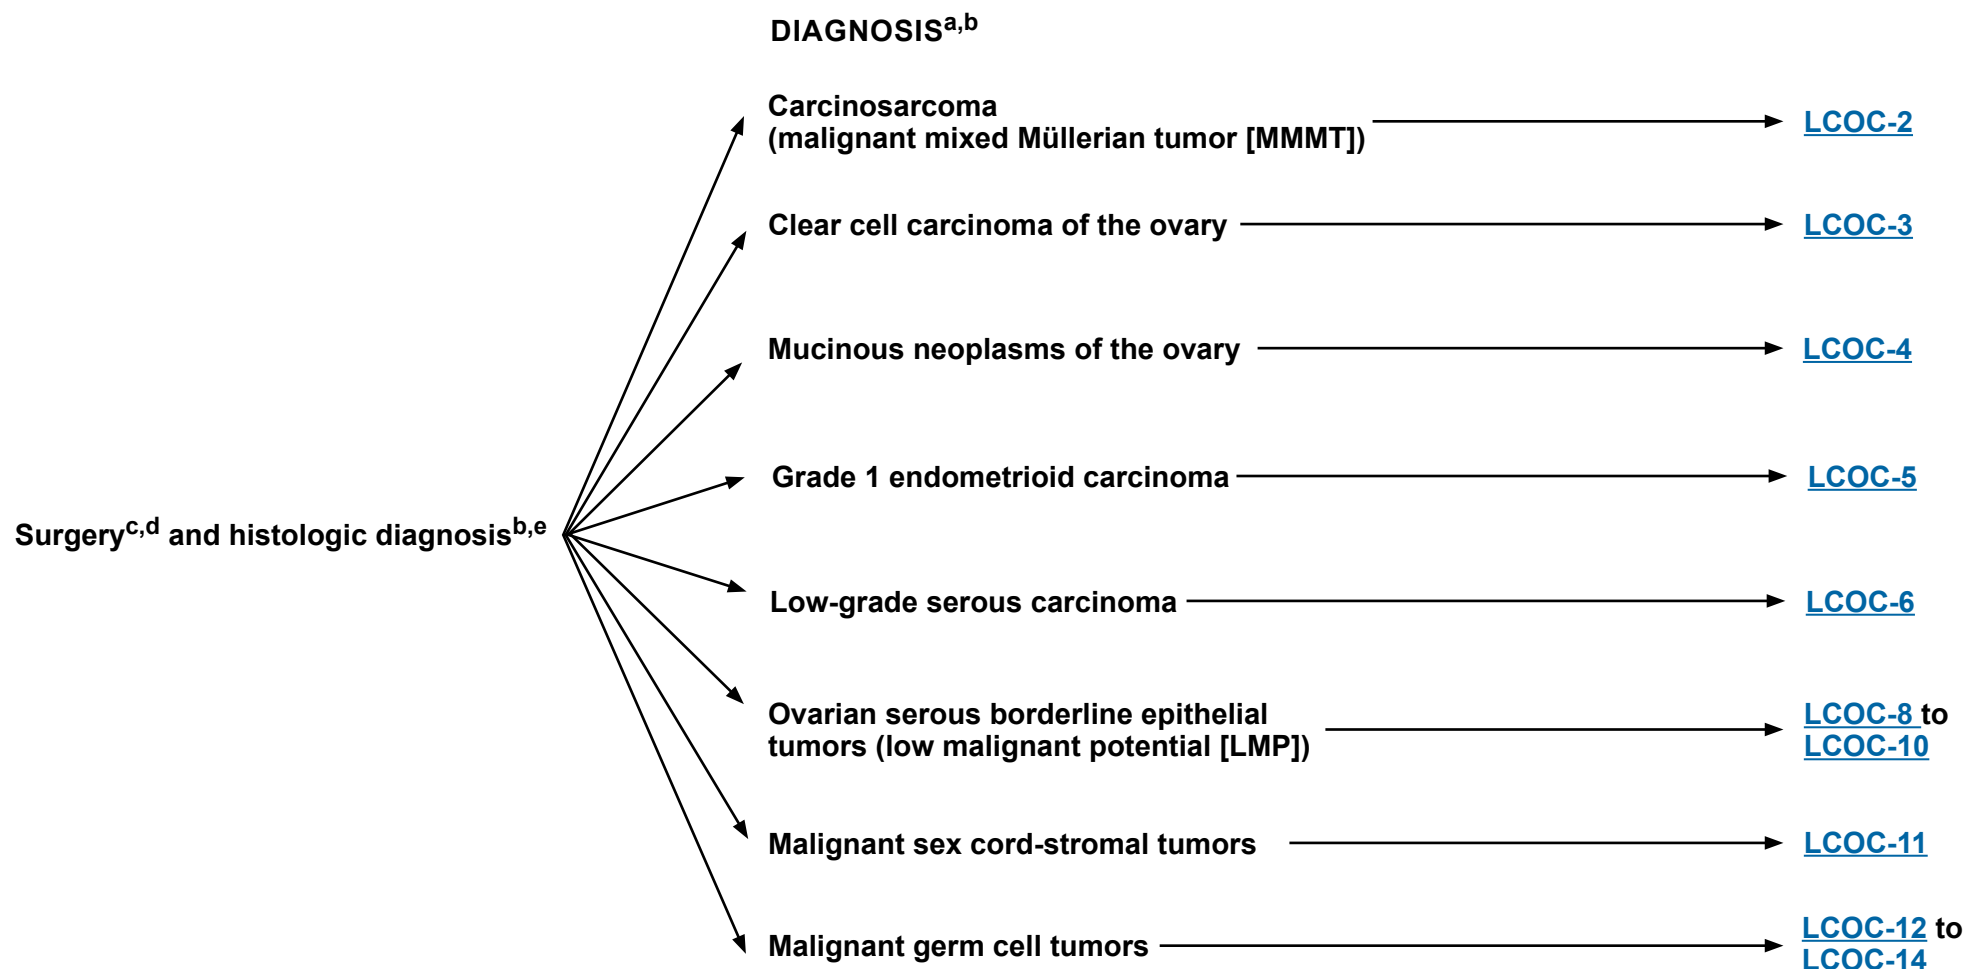 DIAGNOSISa,b
Carcinosarcoma
(malignant mixed Müllerian tumor [MMMT])
LCOC-2
Clear cell carcinoma of the ovary
LCOC-3
Mucinous neoplasms of the ovary
LCOC-4
Grade 1 endometrioid carcinoma
LCOC-5
Surgeryc,d and histologic diagnosisb,e
Low-grade serous carcinoma
LCOC-6
Ovarian serous borderline epithelial
tumors (low malignant potential [LMP])
LCOC-8 to
LCOC-10
Malignant sex cord-stromal tumors
LCOC-11
Malignant germ cell tumors
LCOC-12 to
LCOC-14